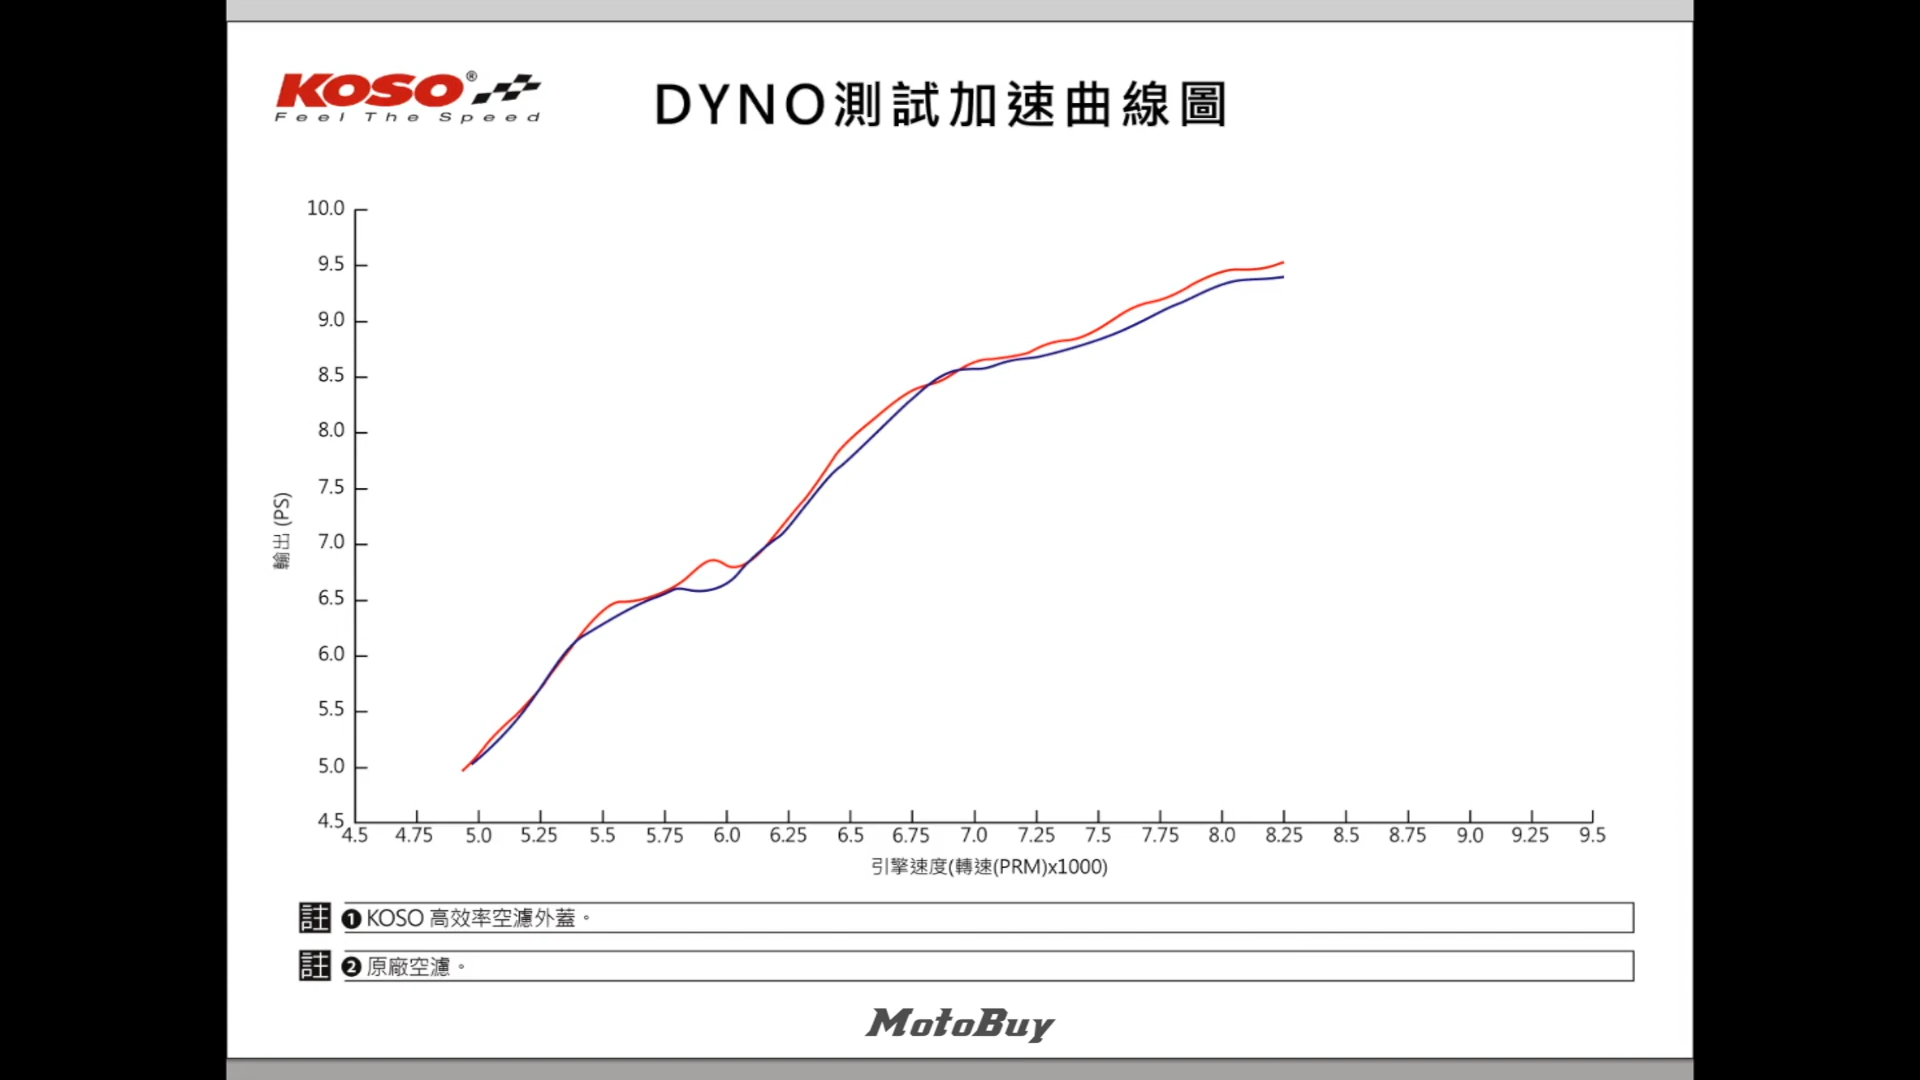 KOSO®
Feel The Speed
DYNO測試加速曲線圖
10.0
9.5
9.0
8.5
8.0
7.5
7.0
6.5
6.0
5.5
5.0
4.5
輸出 (PS)
4.5 4.75 5.0 5.25 5.5 5.75 6.0 6.25 6.5 6.75 7.0 7.25 7.5 7.75 8.0 8.25 8.5 8.75 9.0 9.25 9.5
引擎速度(轉速(PRM)x1000)
註 ❶ KOSO 高效率空濾外蓋。
註 ❷ 原廠空濾。
MotoBuy